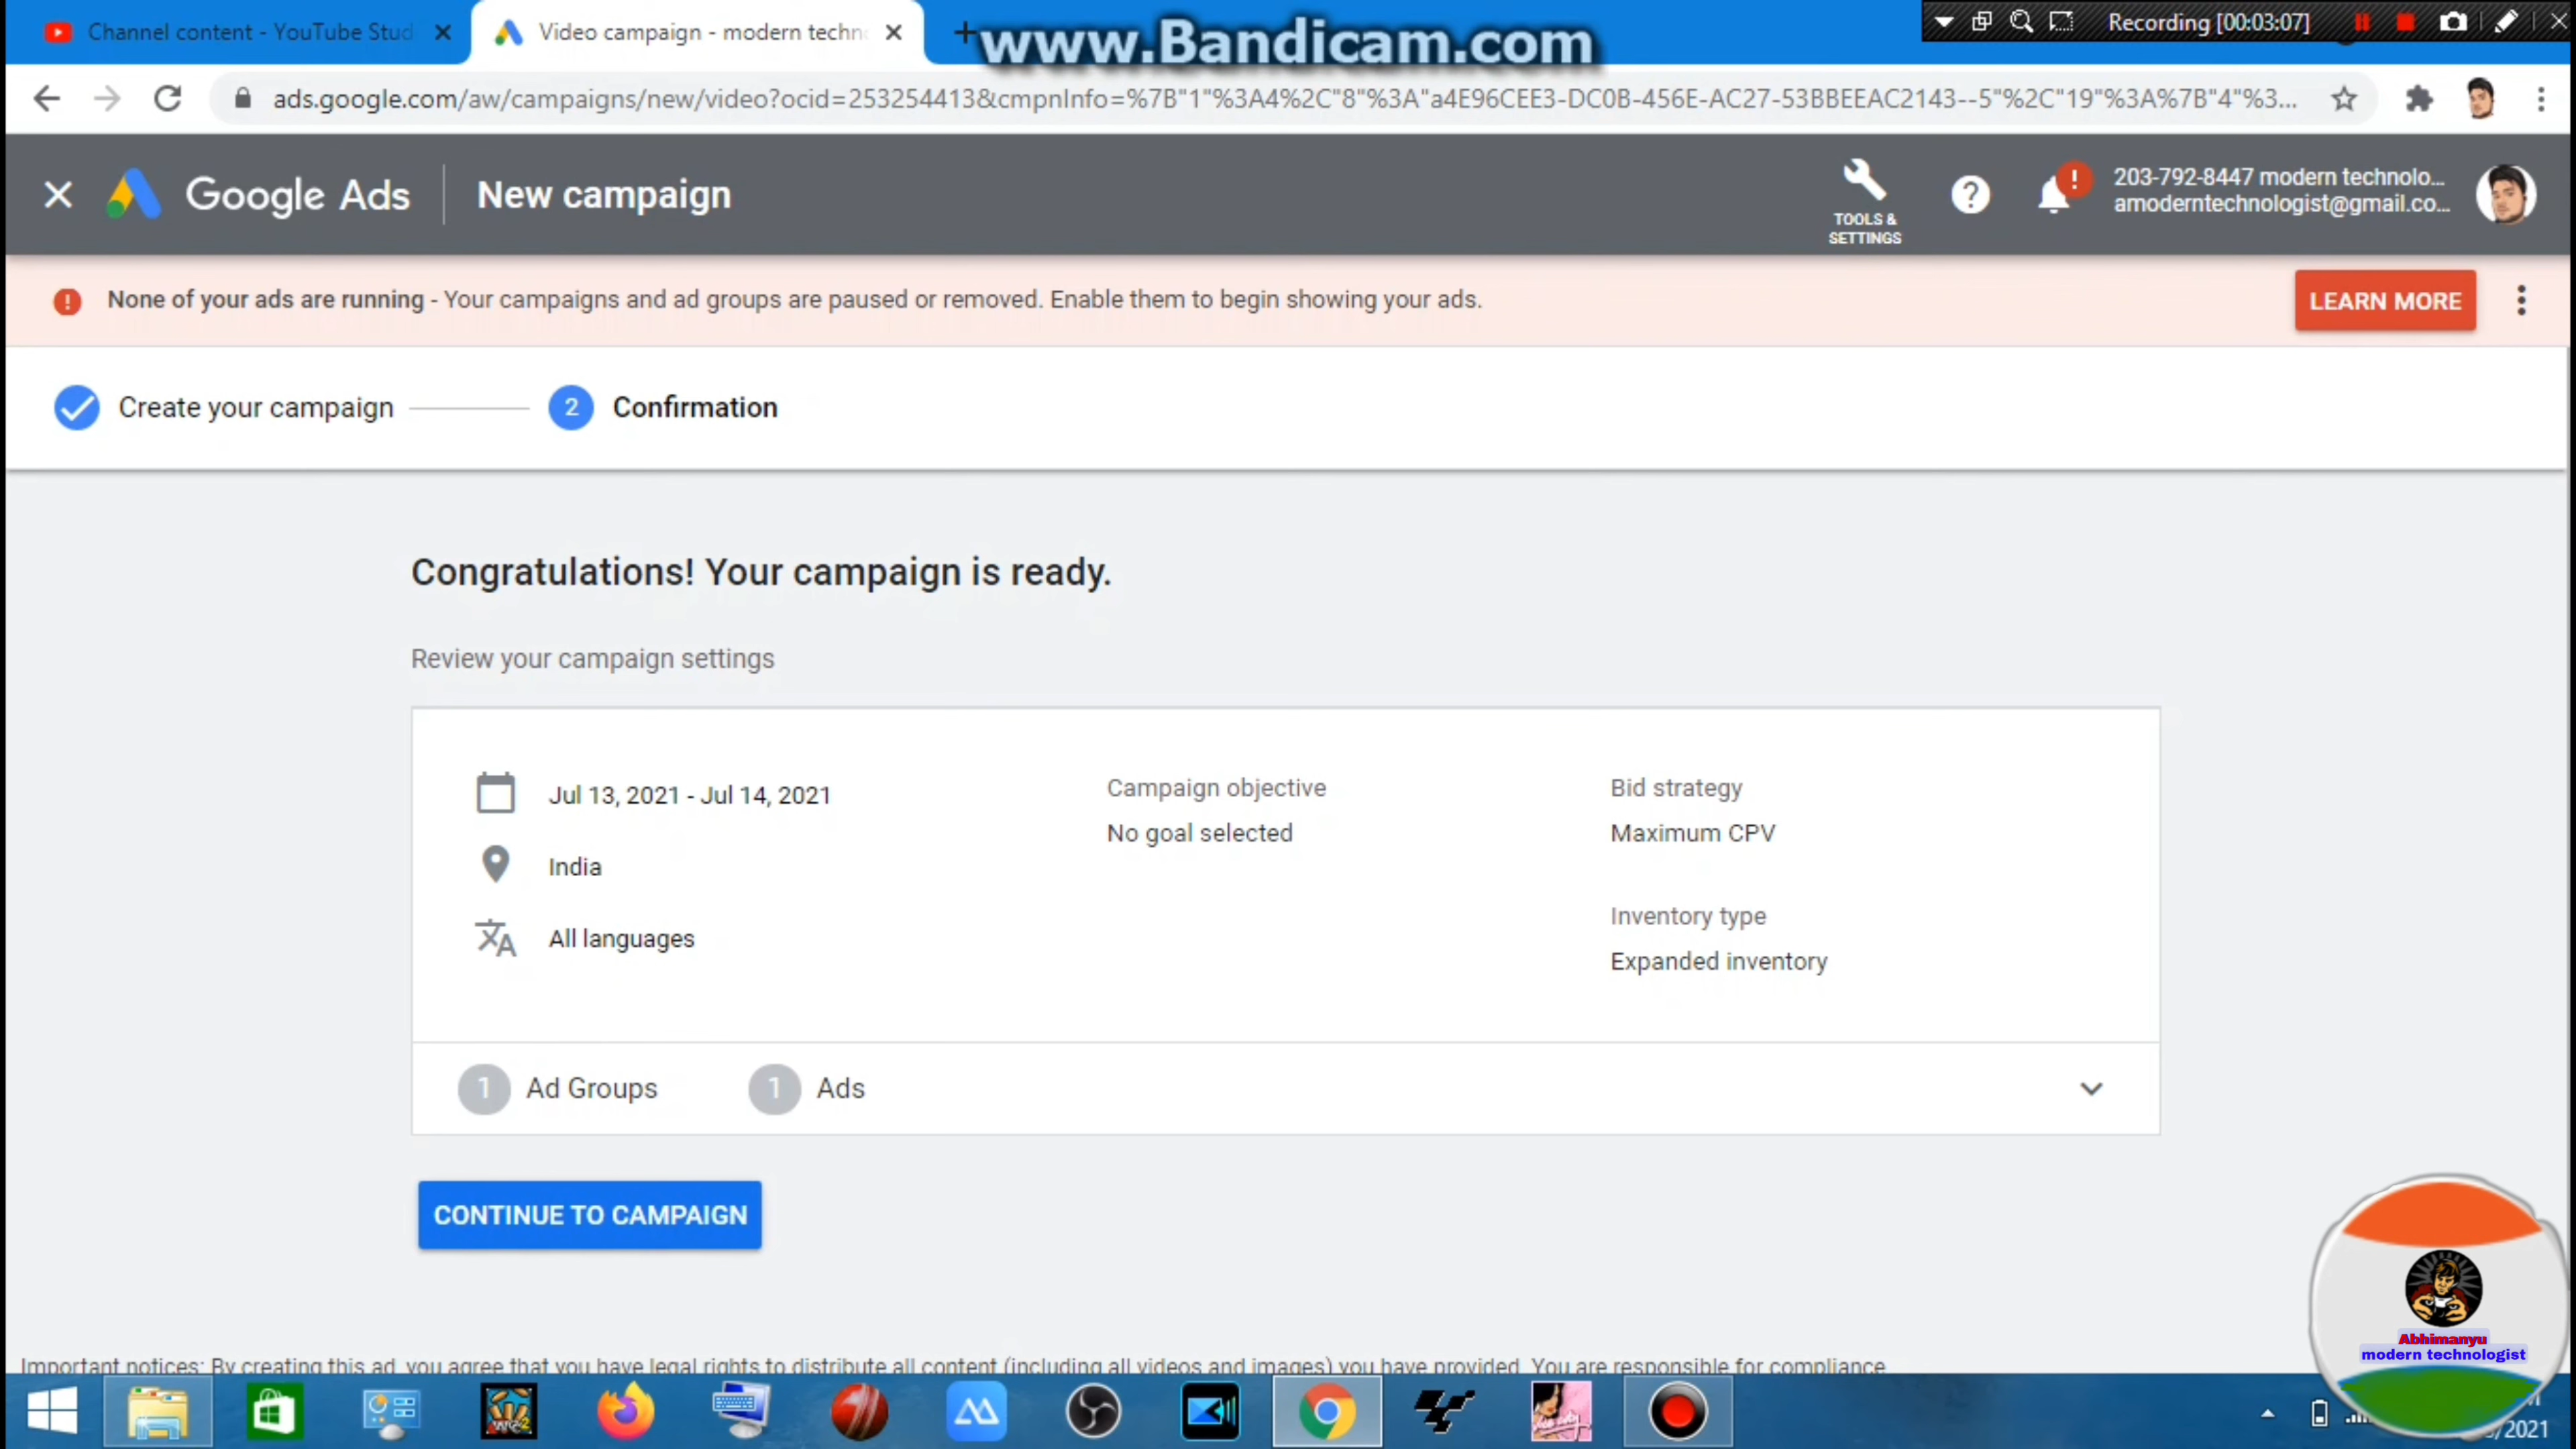 Channel content - YouTube Stud
Video campaign - modern techn
www.Bandicam.com
Recording [00:03:07]
ads.google.com/aw/campaigns/new/video?ocid=253254413&cmpnInfo=%7B"1"%3A4%2C"8"%3A"a4E96CEE3-DC0B-456E-AC27-53BBEEAC2143--5"%2C"19"%3A%7B"4"%3...
Google Ads
New campaign
TOOLS &
SETTINGS
203-792-8447 modern technolo...
amoderntechnologist@gmail.co...
None of your ads are running - Your campaigns and ad groups are paused or removed. Enable them to begin showing your ads.
LEARN MORE
Create your campaign
2 Confirmation
Congratulations! Your campaign is ready.
Review your campaign settings
Jul 13, 2021 - Jul 14, 2021
India
All languages
Campaign objective
No goal selected
Bid strategy
Maximum CPV
Inventory type
Expanded inventory
1 Ad Groups
1 Ads
CONTINUE TO CAMPAIGN
Important notices: By creating this ad, you agree that you have legal rights to distribute all content (including all videos and images) you have provided. You are responsible for compliance
Abhimanyu
modern technologist
/2021